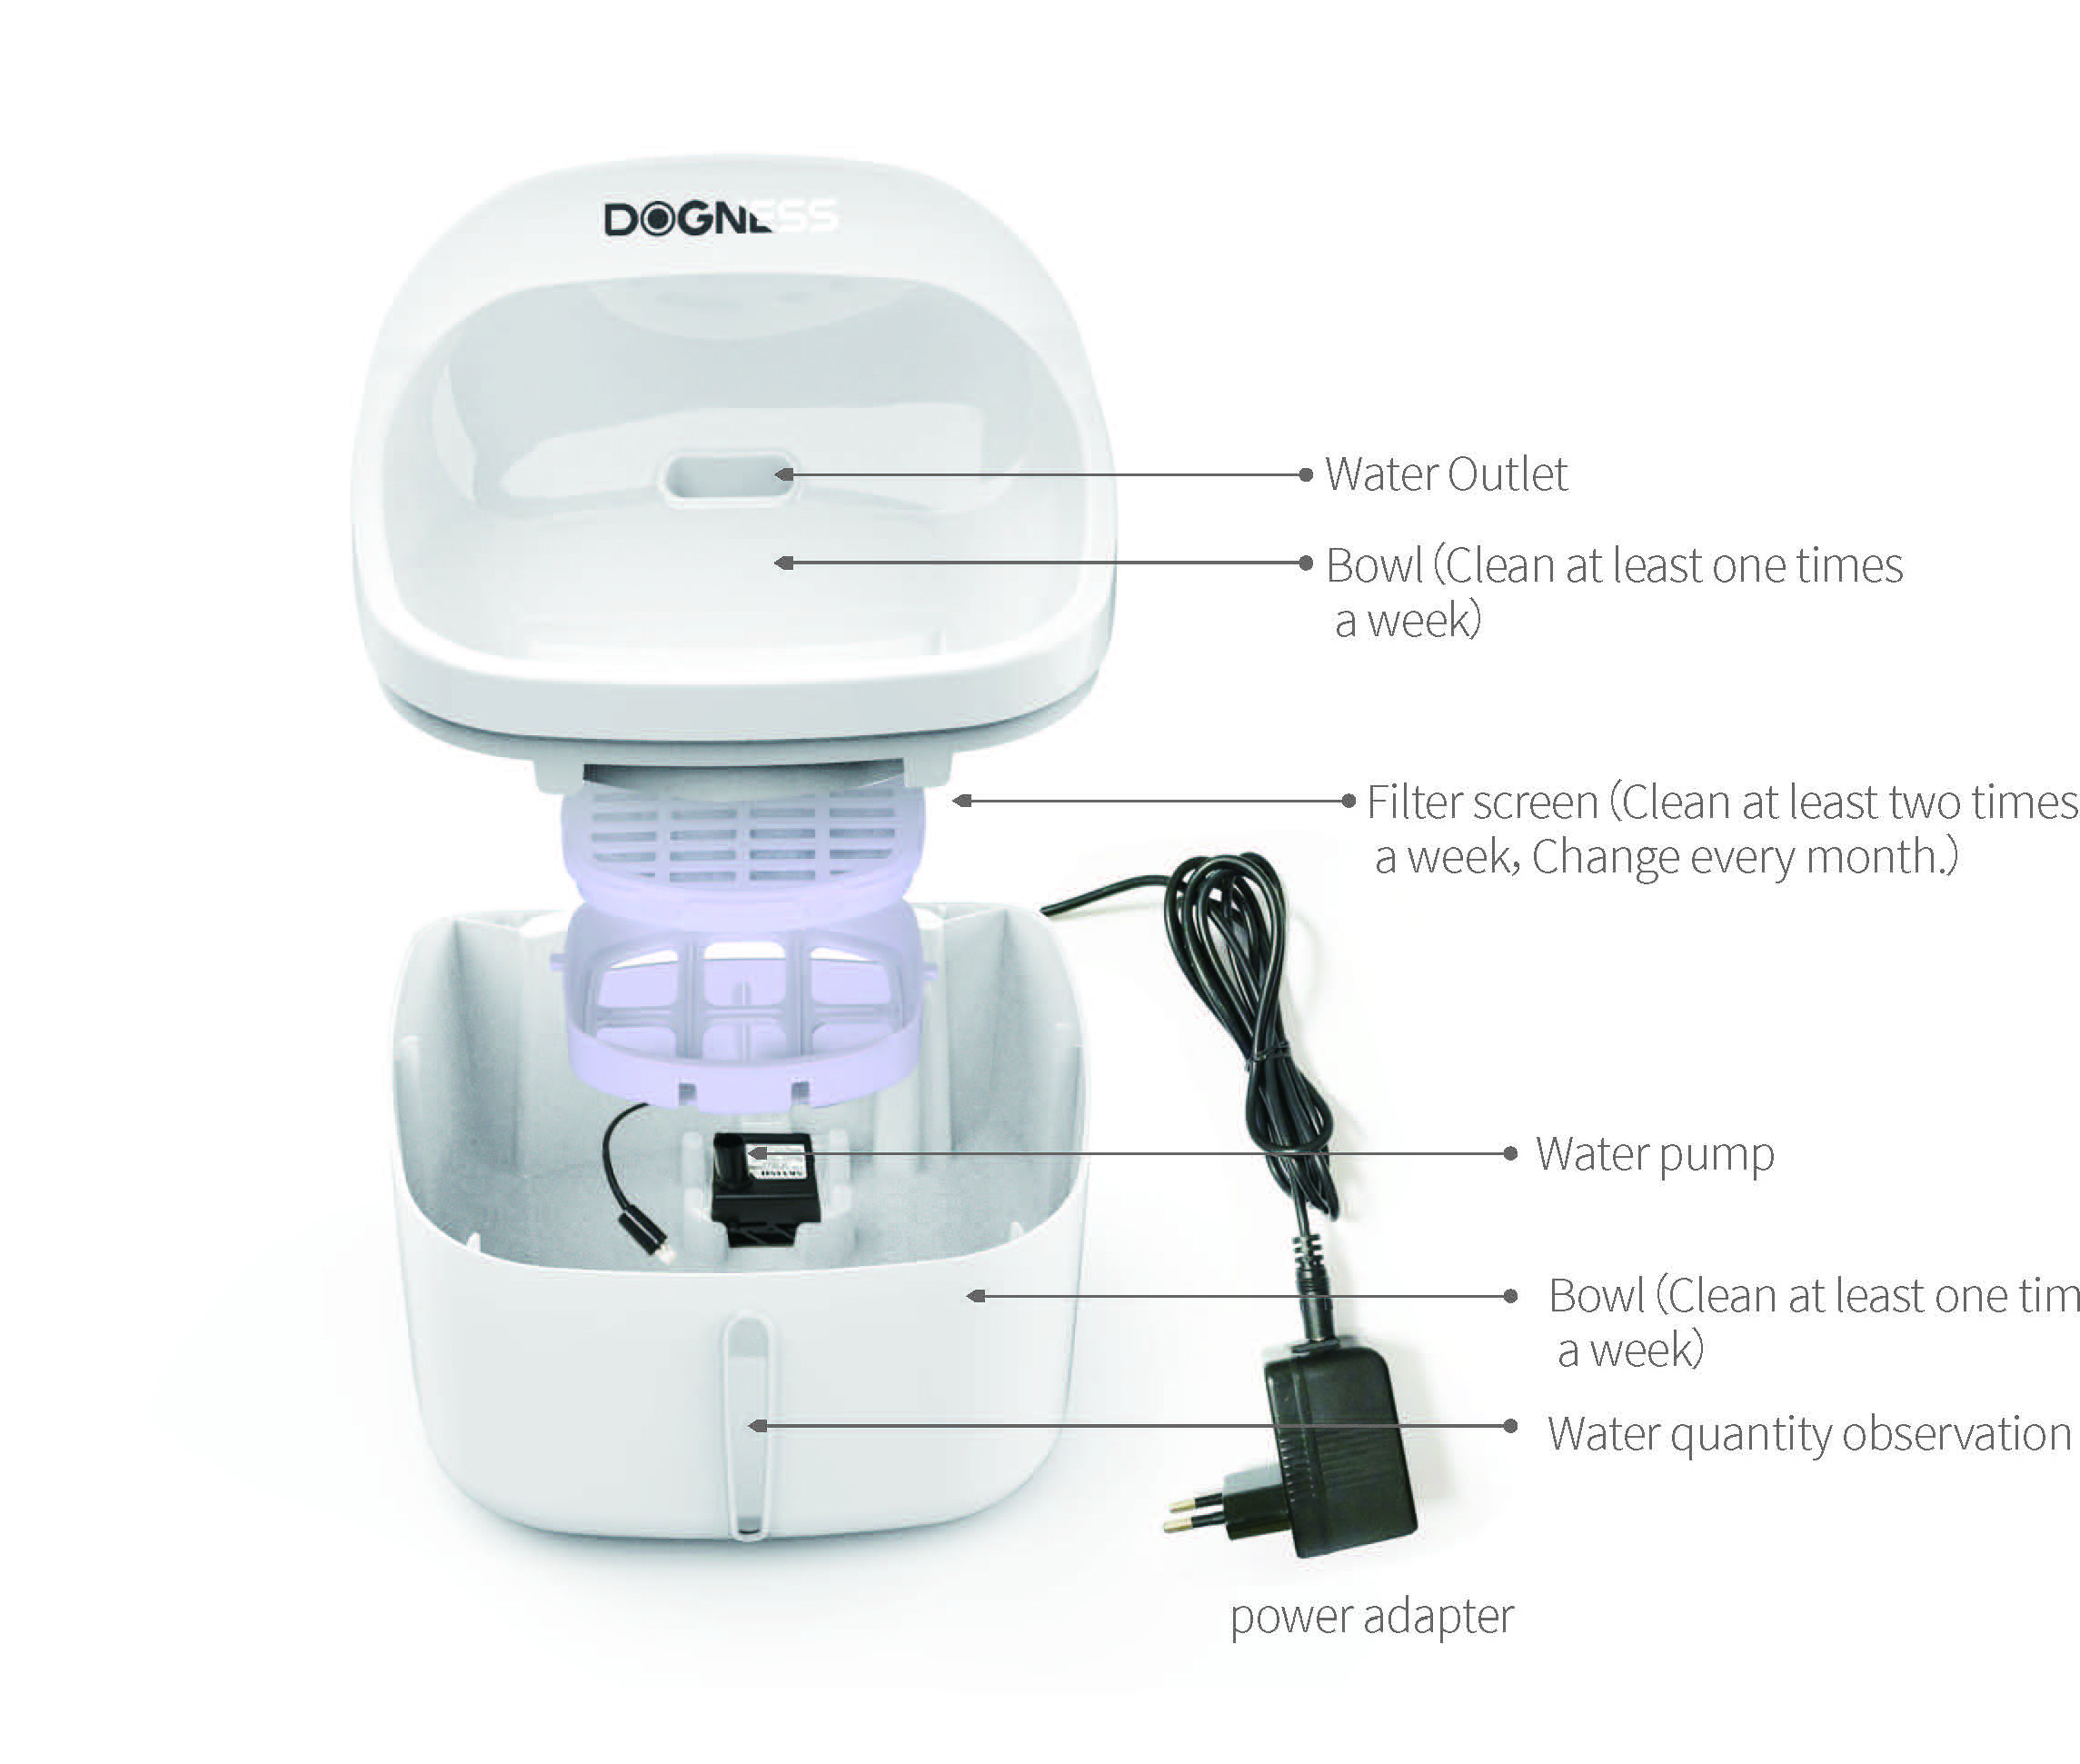 DOGNESS
Water Outlet
Bowl (Clean at least one times
a week)
Filter screen (Clean at least two times
a week, Change every month.)
Water pump
Bowl (Clean at least one tim
a week)
Water quantity observation
power adapter